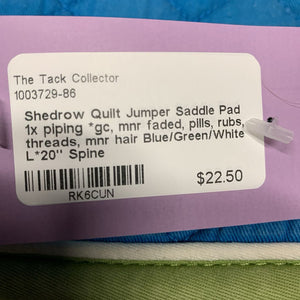 The Tack Collector
1003729-86
Shedrow Quilt Jumper Saddle Pad
1x piping *gc, mnr faded, pills, rubs,
threads, mnr hair Blue/Green/White
L*20'' Spine
$22.50
RK6CUN